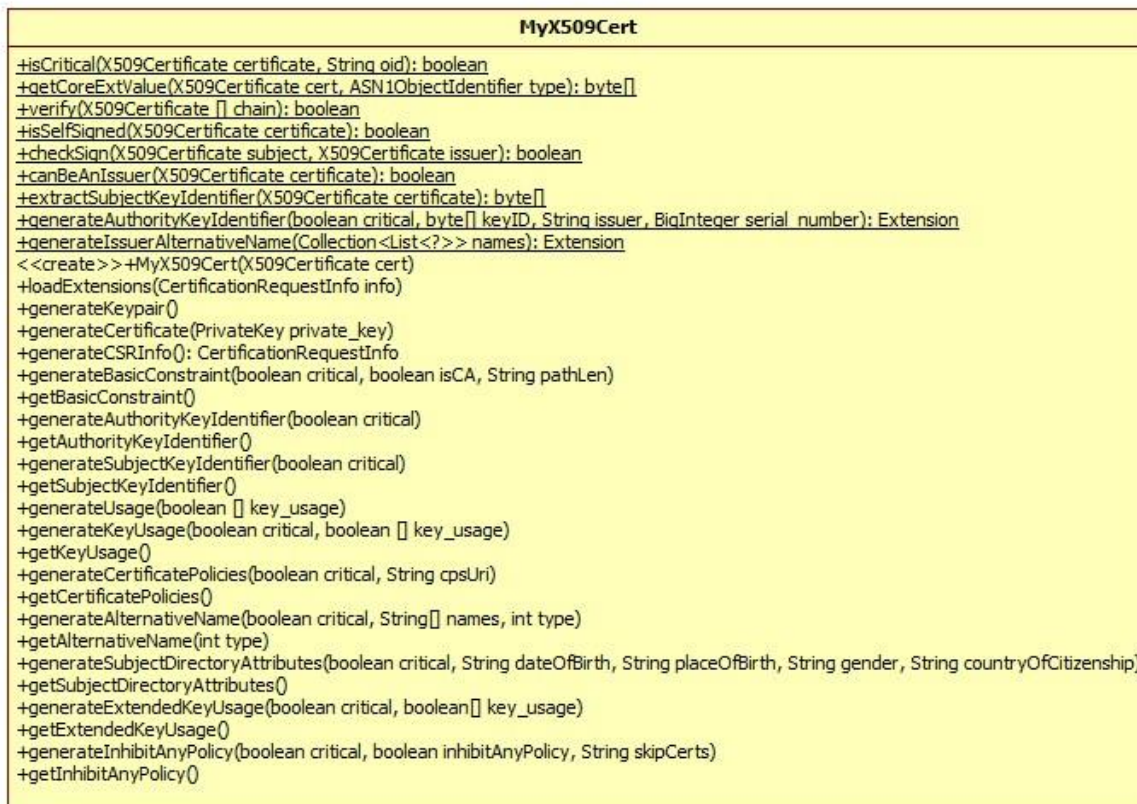 MyX509Cert
+isCritical(X509Certificate certificate, String oid): boolean
+getCoreExtValue(X509Certificate cert, ASN1ObjectIdentifier type): byte[]
+verify(X509Certificate [] chain): boolean
+isSelfSigned(X509Certificate certificate): boolean
+checkSign(X509Certificate subject, X509Certificate issuer): boolean
+canBeAnIssuer(X509Certificate certificate): boolean
+extractSubjectKeyIdentifier(X509Certificate certificate): byte[]
+generateAuthorityKeyIdentifier(boolean critical, byte[] keyID, String issuer, BigInteger serial_number): Extension
+generateIssuerAlternativeName(Collection<List<?>> names): Extension
<<create>>+MyX509Cert(X509Certificate cert)
+loadExtensions(CertificationRequestInfo info)
+generateKeypair()
+generateCertificate(PrivateKey private_key)
+generateCSRInfo(): CertificationRequestInfo
+generateBasicConstraint(boolean critical, boolean isCA, String pathLen)
+getBasicConstraint()
+generateAuthorityKeyIdentifier(boolean critical)
+getAuthorityKeyIdentifier()
+generateSubjectKeyIdentifier(boolean critical)
+getSubjectKeyIdentifier()
+generateUsage(boolean [] key_usage)
+generateKeyUsage(boolean critical, boolean [] key_usage)
+getKeyUsage()
+generateCertificatePolicies(boolean critical, String cpsUri)
+getCertificatePolicies()
+generateAlternativeName(boolean critical, String[] names, int type)
+getAlternativeName(int type)
+generateSubjectDirectoryAttributes(boolean critical, String dateOfBirth, String placeOfBirth, String gender, String countryOfCitizenship)
+getSubjectDirectoryAttributes()
+generateExtendedKeyUsage(boolean critical, boolean[] key_usage)
+getExtendedKeyUsage()
+generateInhibitAnyPolicy(boolean critical, boolean inhibitAnyPolicy, String skipCerts)
+getInhibitAnyPolicy()